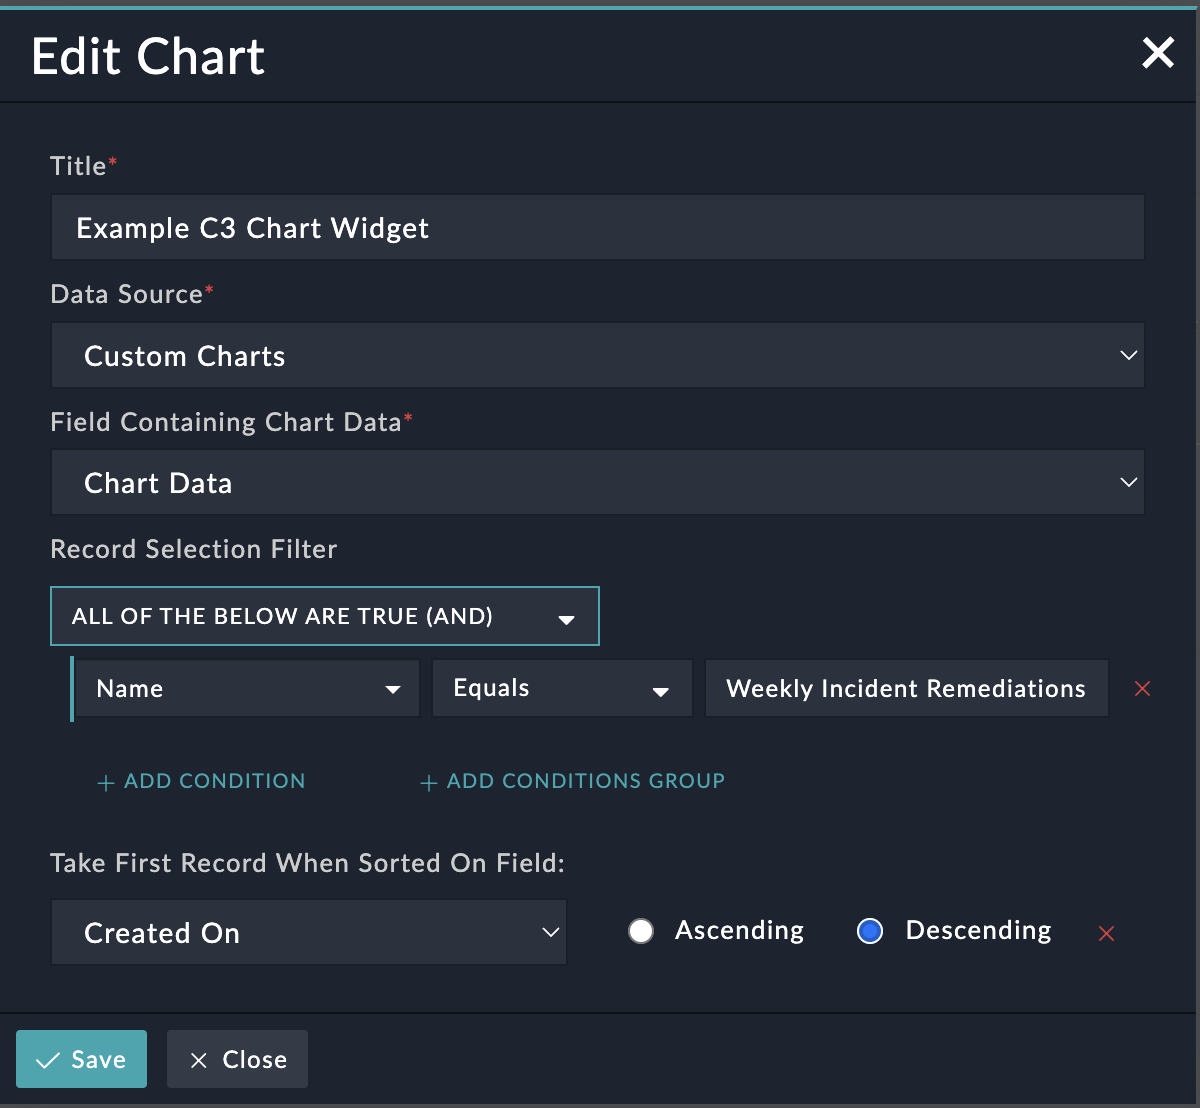 Edit Chart
Title*
Example C3 Chart Widget
Data Source*
Custom Charts
Field Containing Chart Data*
Chart Data
Record Selection Filter
ALL OF THE BELOW ARE TRUE (AND)
Name Equals Weekly Incident Remediations
+ ADD CONDITION + ADD CONDITIONS GROUP
Take First Record When Sorted On Field:
Created On Ascending Descending
Save Close